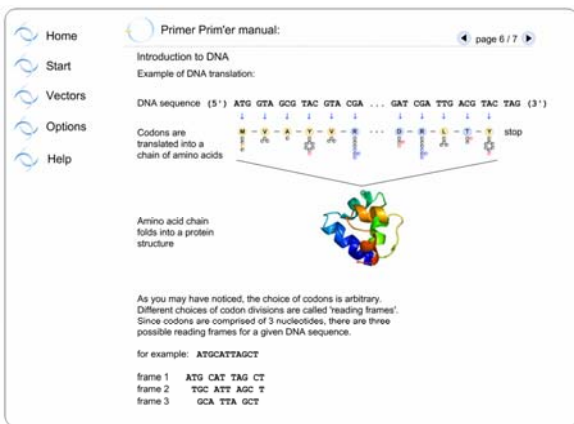 Home
Start
Vectors
Options
Help
Primer Prim'er manual:
page 6 / 7
Introduction to DNA
Example of DNA translation:
DNA sequence (5') ATG GTA GCG TAC GTA CGA ... GAT CGA TTG ACG TAC TAG (3')
Codons are
translated into a
chain of amino acids
M - V - A - Y - V - R - ... - D - R - L - T - Y - stop
Amino acid chain
folds into a protein
structure
As you may have noticed, the choice of codons is arbitrary.
Different choices of codon divisions are called 'reading frames'.
Since codons are comprised of 3 nucleotides, there are three
possible reading frames for a given DNA sequence.
for example: ATGCATTAGCT
frame 1 ATG CAT TAG CT
frame 2 TGC ATT AGC T
frame 3 GCA TTA GCT